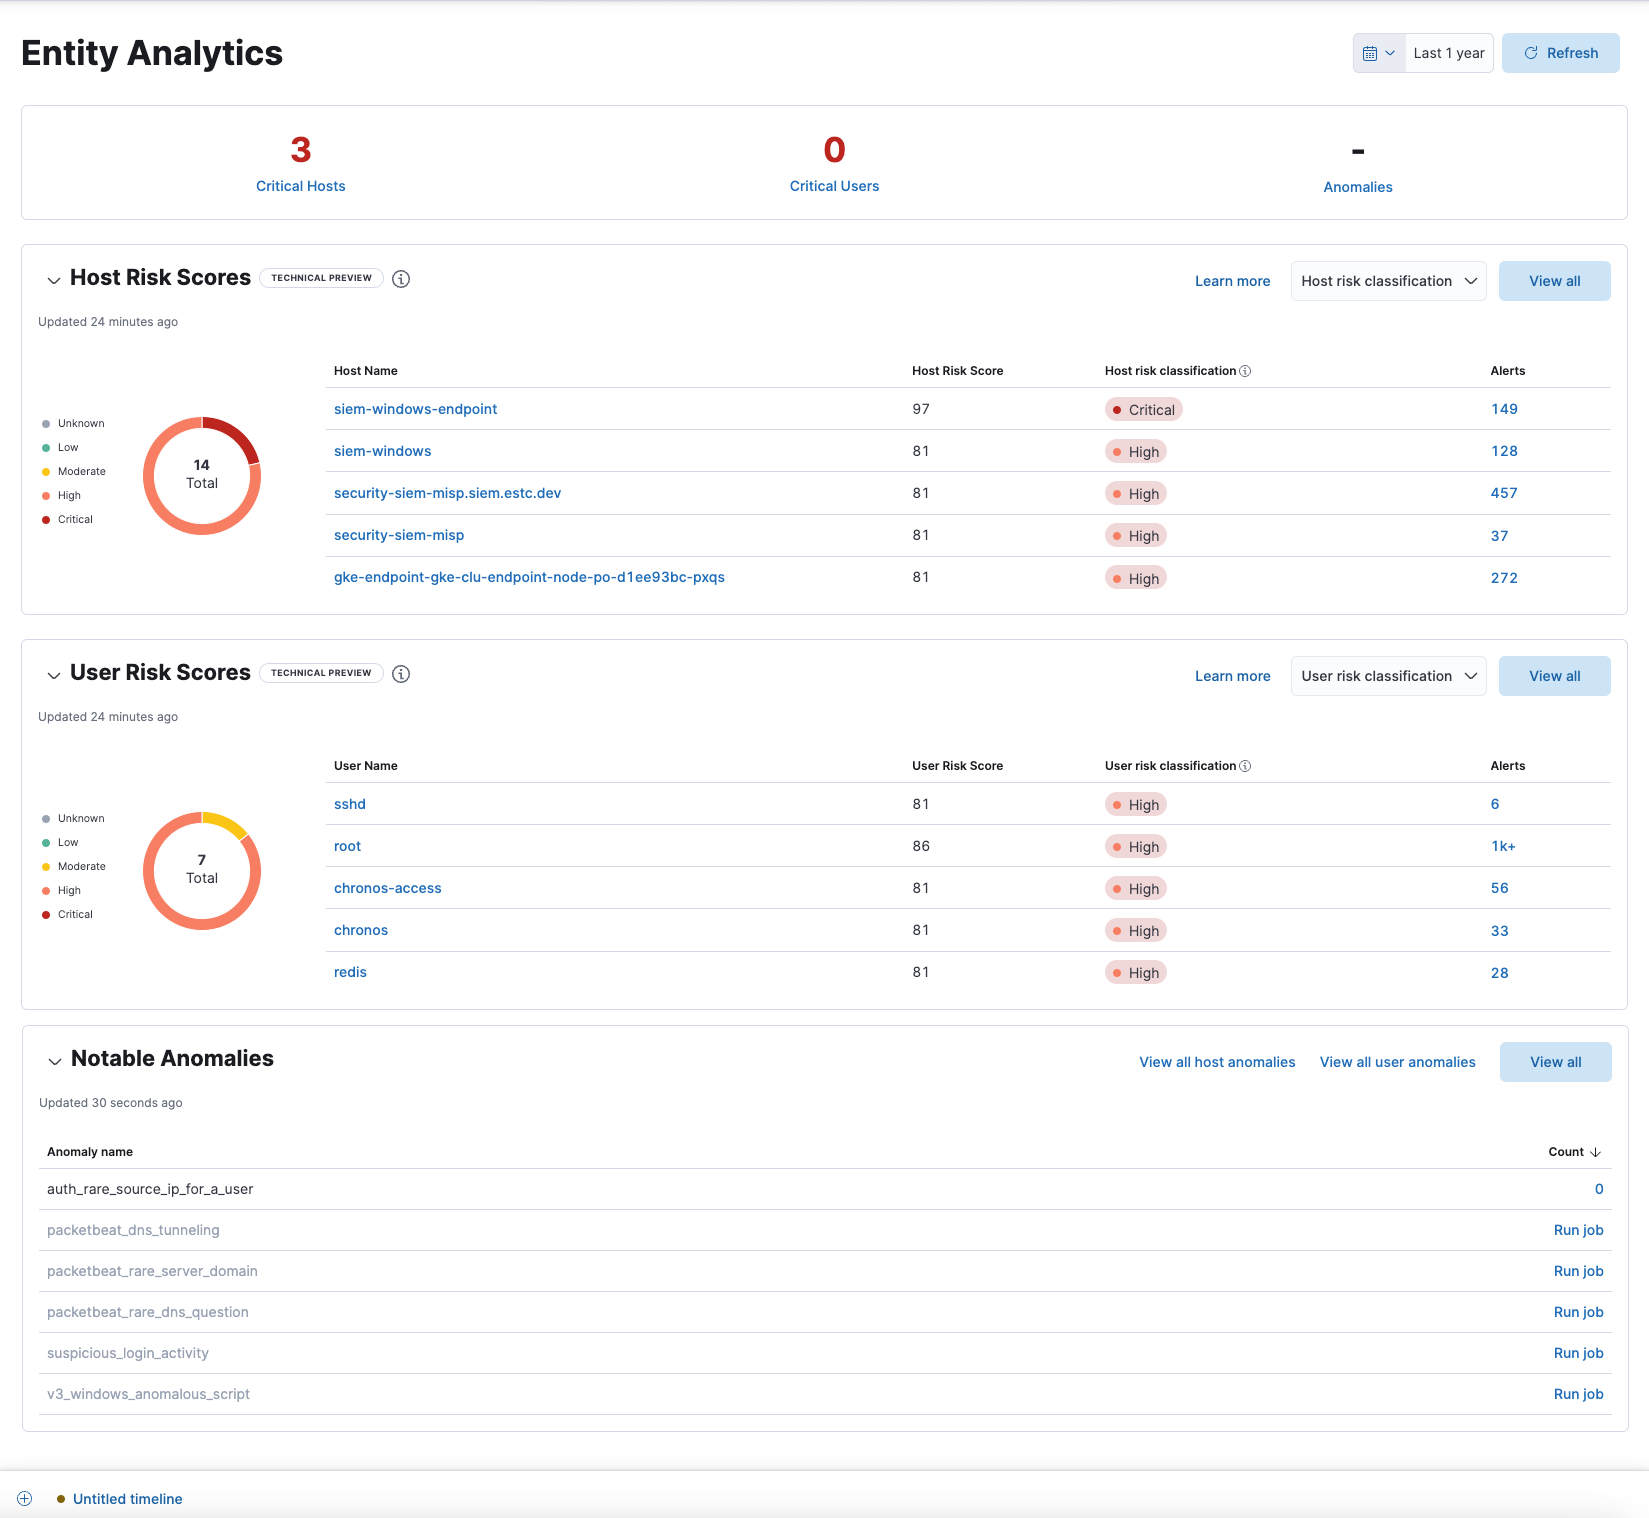 Entity Analytics
Last 1 year
Refresh
3
Critical Hosts
0
Critical Users
-
Anomalies
Host Risk Scores
TECHNICAL PREVIEW
Learn more
Host risk classification
View all
Updated 24 minutes ago
Unknown
Low
Moderate
High
Critical
14
Total
Host Name Host Risk Score Host risk classification Alerts
siem-windows-endpoint 97 Critical 149
siem-windows 81 High 128
security-siem-misp.siem.estc.dev 81 High 457
security-siem-misp 81 High 37
gke-endpoint-gke-clu-endpoint-node-po-d1ee93bc-pxqs 81 High 272
User Risk Scores
TECHNICAL PREVIEW
Learn more
User risk classification
View all
Updated 24 minutes ago
Unknown
Low
Moderate
High
Critical
7
Total
User Name User Risk Score User risk classification Alerts
sshd 81 High 6
root 86 High 1k+
chronos-access 81 High 56
chronos 81 High 33
redis 81 High 28
Notable Anomalies
View all host anomalies
View all user anomalies
View all
Updated 30 seconds ago
Anomaly name Count
auth_rare_source_ip_for_a_user 0
packetbeat_dns_tunneling Run job
packetbeat_rare_server_domain Run job
packetbeat_rare_dns_question Run job
suspicious_login_activity Run job
v3_windows_anomalous_script Run job
Untitled timeline